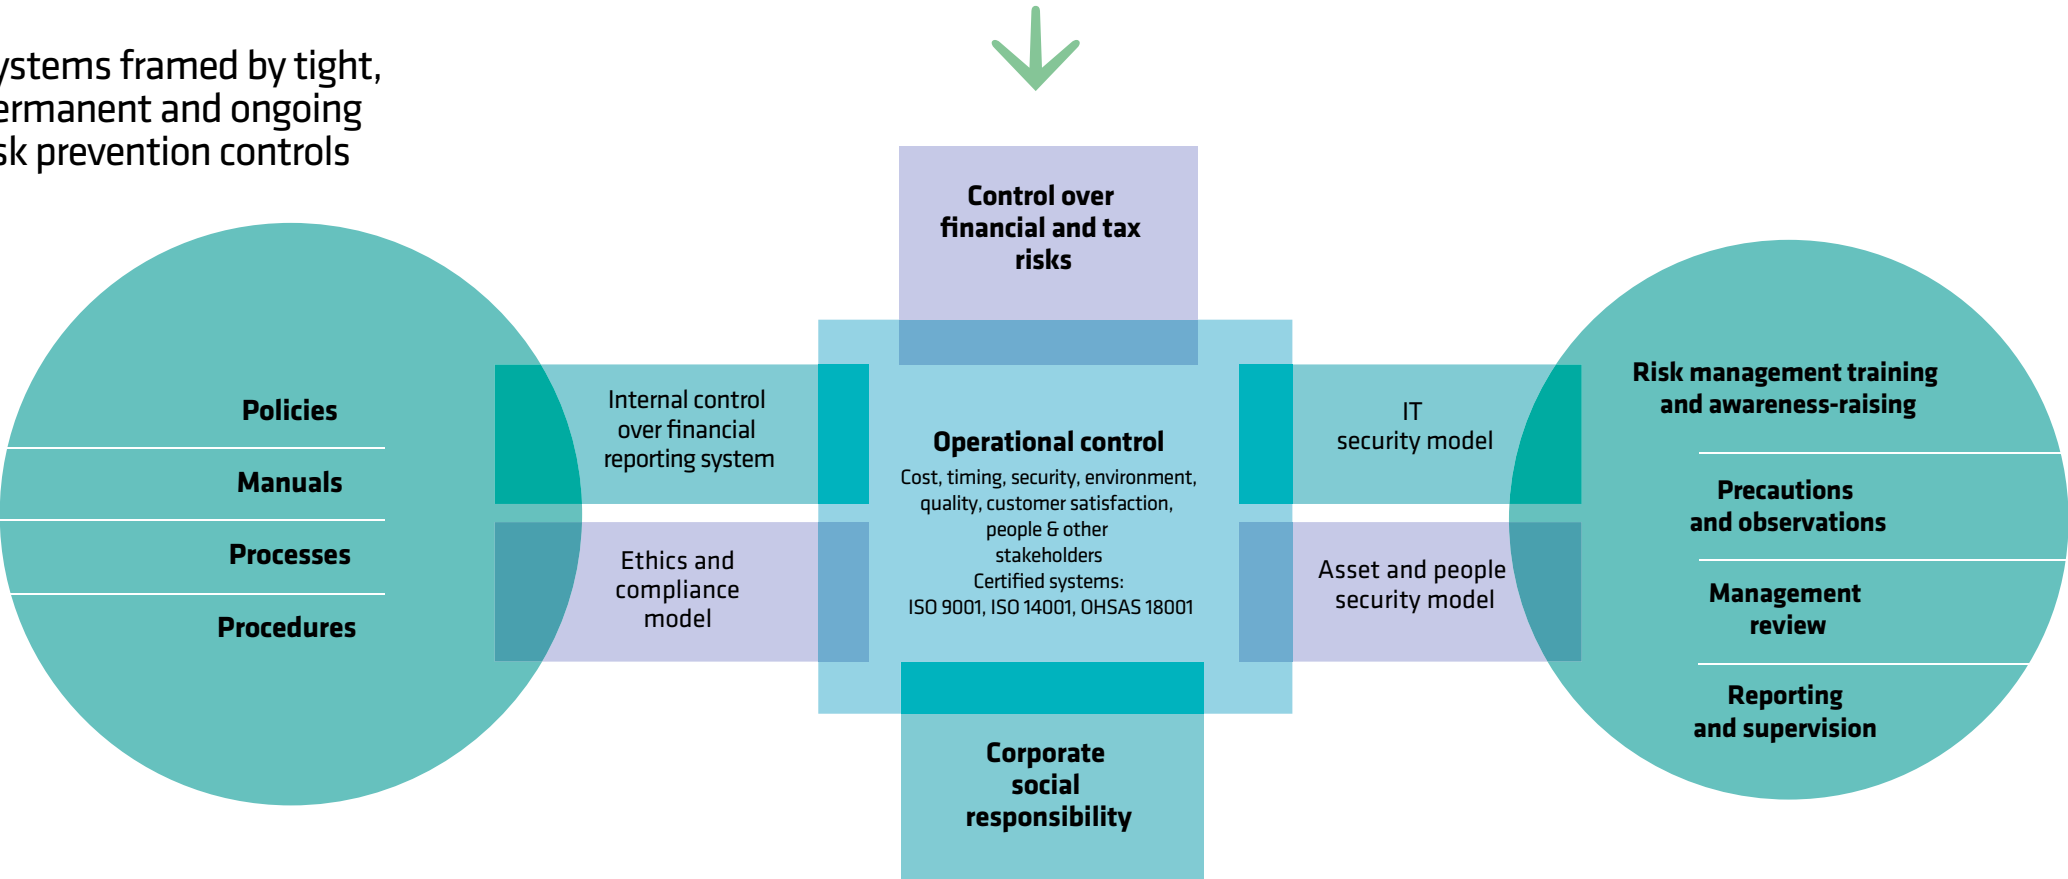 ystems framed by tight,
ermanent and ongoing
sk prevention controls
Control over
financial and tax
risks
Policies
Manuals
Processes
Procedures
Internal control
over financial
reporting system
Ethics and
compliance
model
Operational control
Cost, timing, security, environment,
quality, customer satisfaction,
people & other
stakeholders
Certified systems:
ISO 9001, ISO 14001, OHSAS 18001
IT
security model
Asset and people
security model
Risk management training
and awareness-raising
Precautions
and observations
Management
review
Reporting
and supervision
Corporate
social
responsibility